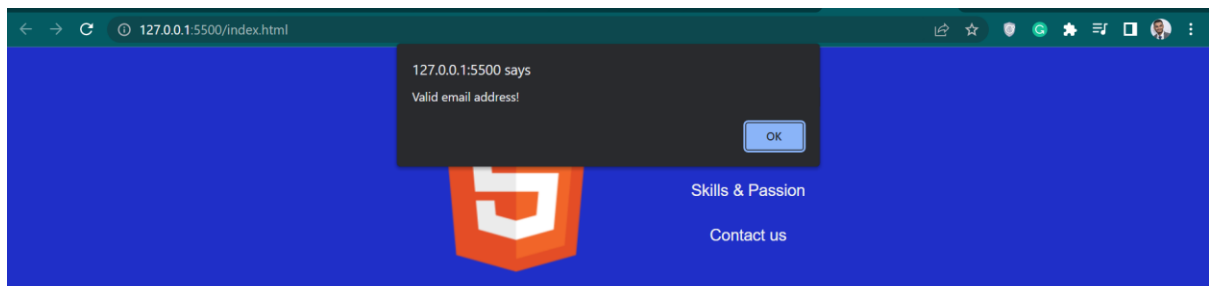 127.0.0.1:5500/index.html
127.0.0.1:5500 says
Valid email address!
OK
Skills & Passion
Contact us